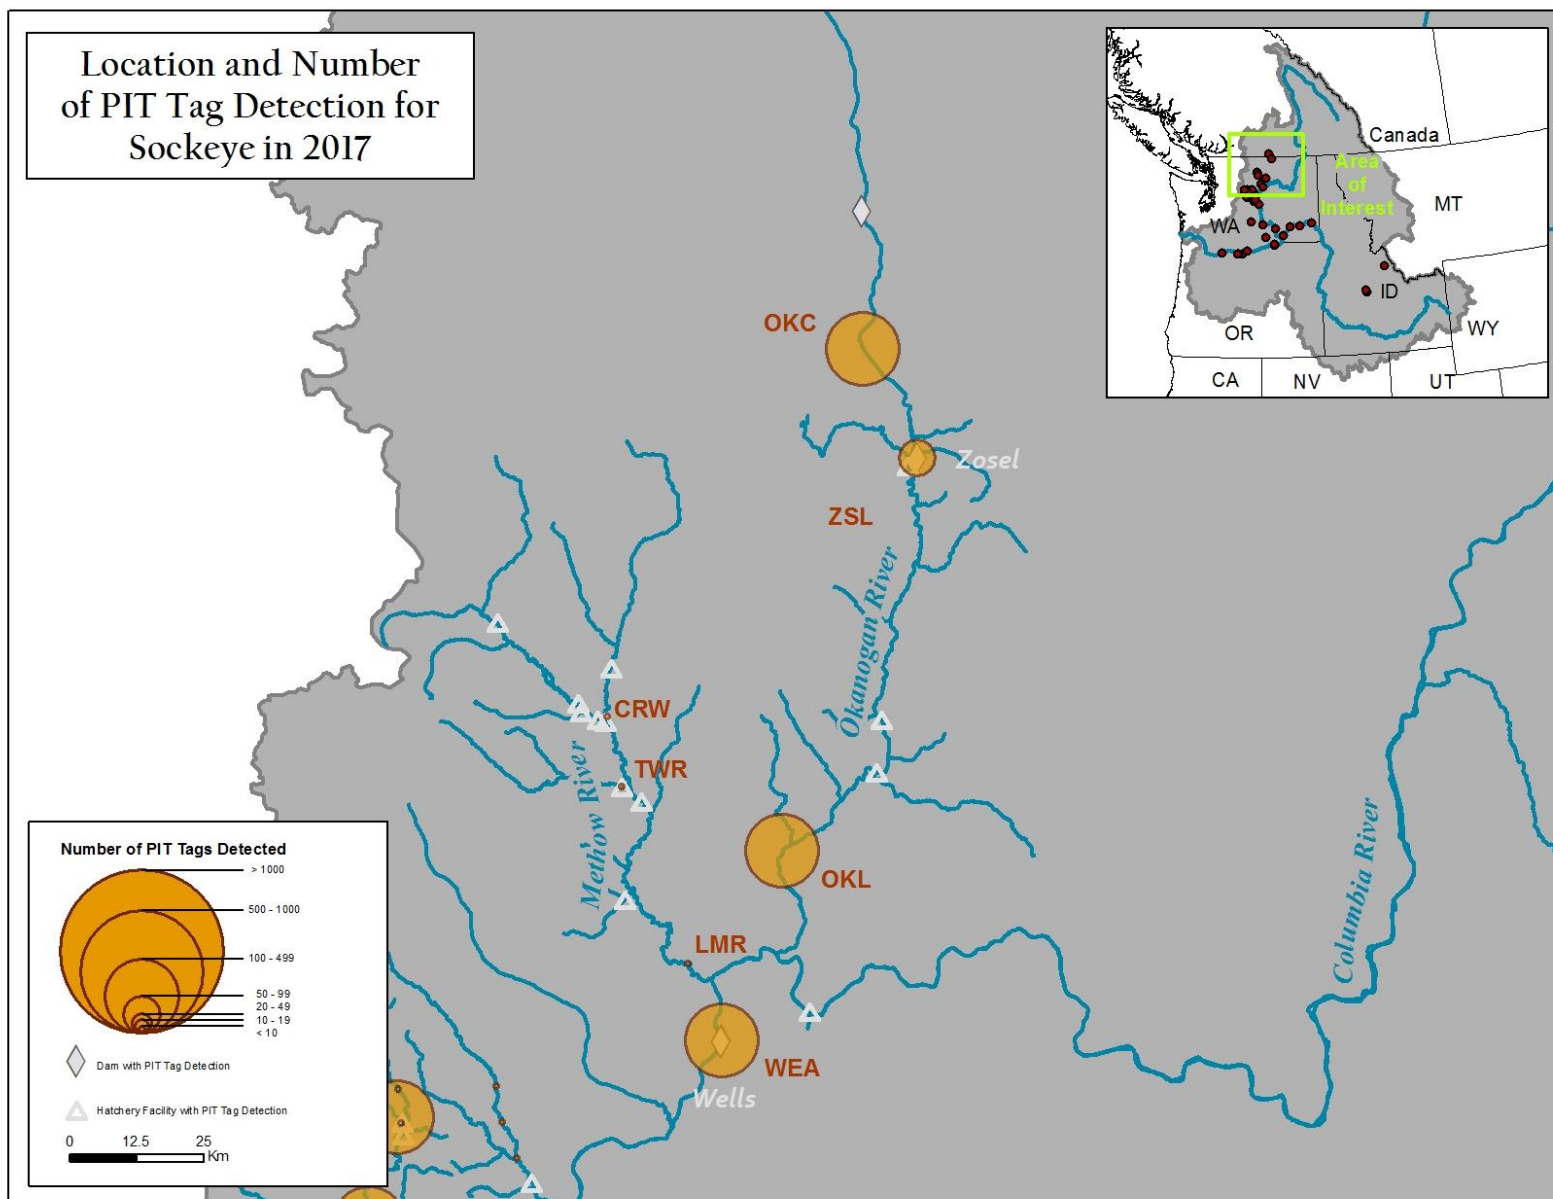 Location and Number
of PIT Tag Detection for
Sockeye in 2017
Canada
Area
of
Interest
MT
WA
ID
OR
WY
CA
NV
UT
OKC
Zosel
ZSL
Okanogan River
CRW
TWR
Methow River
OKL
Columbia River
LMR
WEA
Wells
Number of PIT Tags Detected
> 1000
500 - 1000
100 - 499
50 - 99
20 - 49
10 - 19
< 10
Dam with PIT Tag Detection
Hatchery Facility with PIT Tag Detection
0 12.5 25
Km